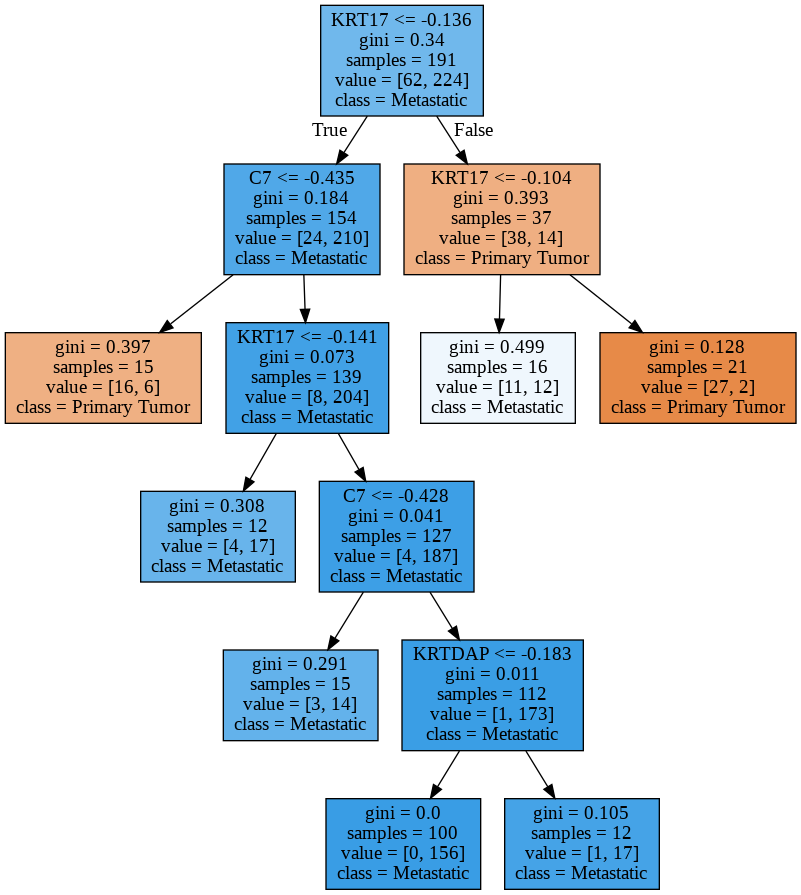 KRT17 <= -0.136
gini = 0.34
samples = 191
value = [62, 224]
class = Metastatic
True
False
C7 <= -0.435
gini = 0.184
samples = 154
value = [24, 210]
class = Metastatic
KRT17 <= -0.104
gini = 0.393
samples = 37
value = [38, 14]
class = Primary Tumor
gini = 0.397
samples = 15
value = [16, 6]
class = Primary Tumor
KRT17 <= -0.141
gini = 0.073
samples = 139
value = [8, 204]
class = Metastatic
gini = 0.499
samples = 16
value = [11, 12]
class = Metastatic
gini = 0.128
samples = 21
value = [27, 2]
class = Primary Tumor
gini = 0.308
samples = 12
value = [4, 17]
class = Metastatic
C7 <= -0.428
gini = 0.041
samples = 127
value = [4, 187]
class = Metastatic
gini = 0.291
samples = 15
value = [3, 14]
class = Metastatic
KRTDAP <= -0.183
gini = 0.011
samples = 112
value = [1, 173]
class = Metastatic
gini = 0.0
samples = 100
value = [0, 156]
class = Metastatic
gini = 0.105
samples = 12
value = [1, 17]
class = Metastatic